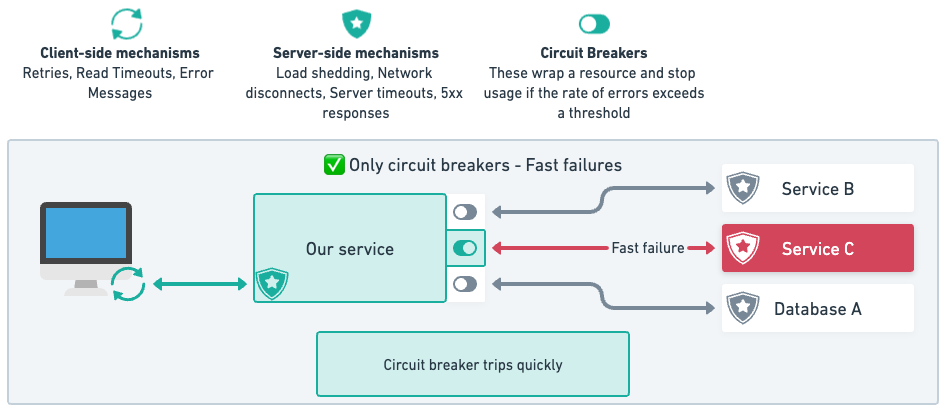 Client-side mechanisms
Retries, Read Timeouts, Error
Messages
Server-side mechanisms
Load shedding, Network
disconnects, Server timeouts, 5xx
responses
Circuit Breakers
These wrap a resource and stop
usage if the rate of errors exceeds
a threshold
✅ Only circuit breakers - Fast failures
Our service
Service B
Fast failure
Service C
Database A
Circuit breaker trips quickly